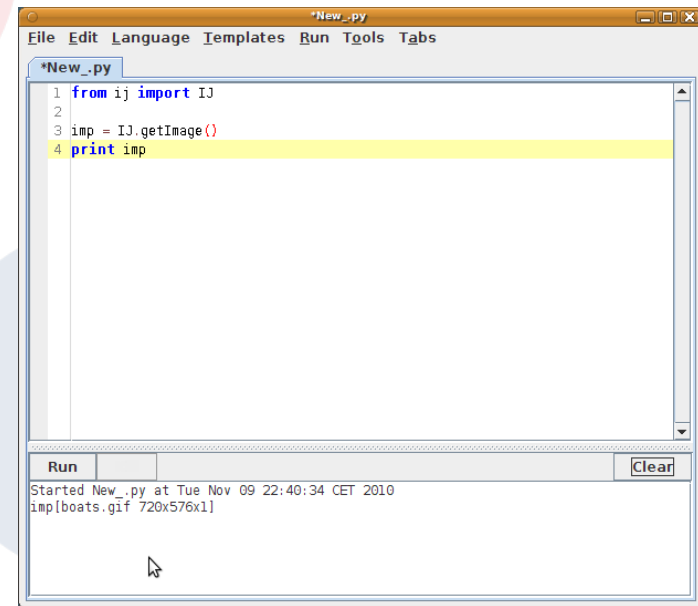 *New_.py
File Edit Language Templates Run Tools Tabs
*New_.py
1 from ij import IJ
2
3 imp = IJ.getImage()
4 print imp
Run Clear
Started New_.py at Tue Nov 09 22:40:34 CET 2010
imp[boats.gif 720x576x1]